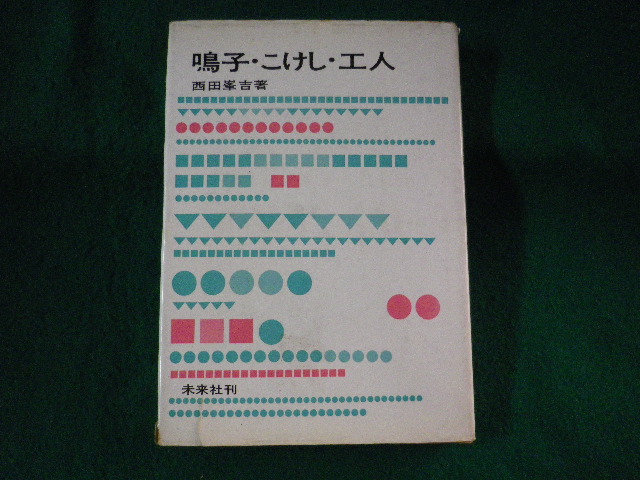 鳴子・こけし・工人
西田峯吉著
未来社刊